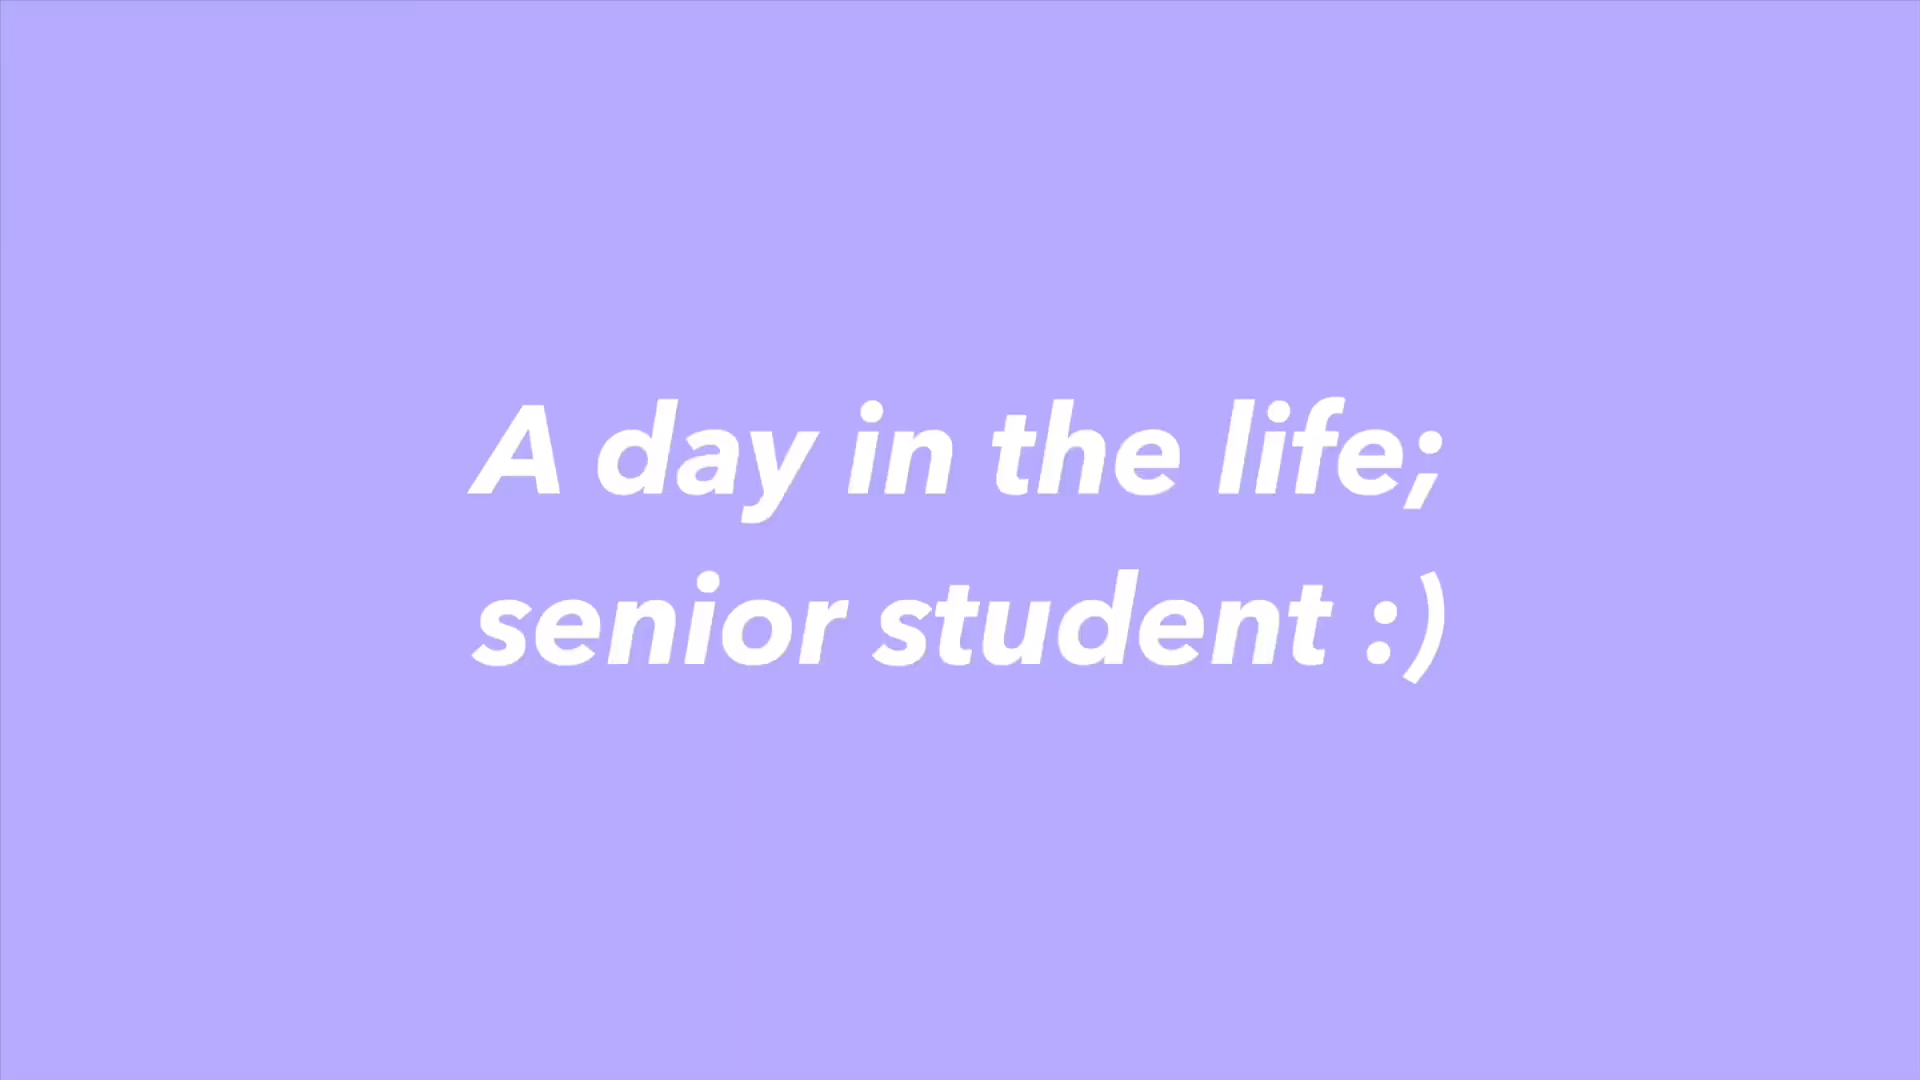 A day in the life;
senior student :)